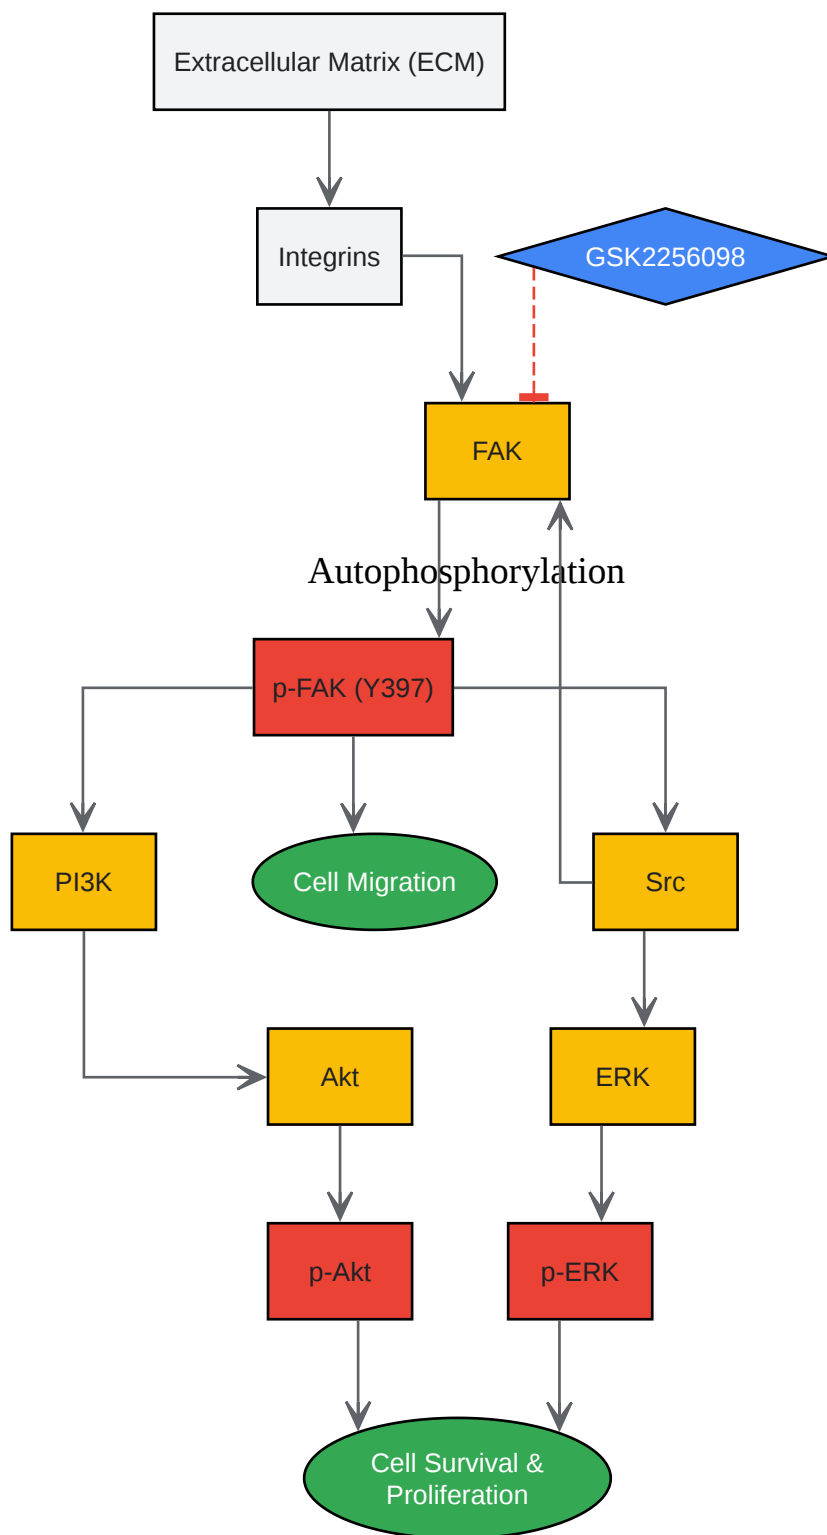 Extracellular Matrix (ECM)
Integrins
GSK2256098
FAK
Autophosphorylation
p-FAK (Y397)
PI3K
Cell Migration
Src
Akt
ERK
p-Akt
p-ERK
Cell Survival &
Proliferation